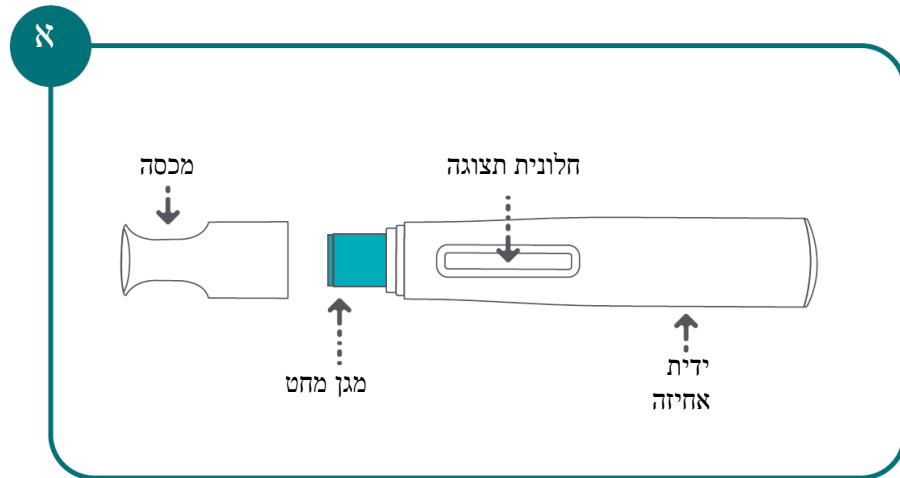 א
מכסה
חלונית תצוגה
מגן מחט
ידית
אחיזה